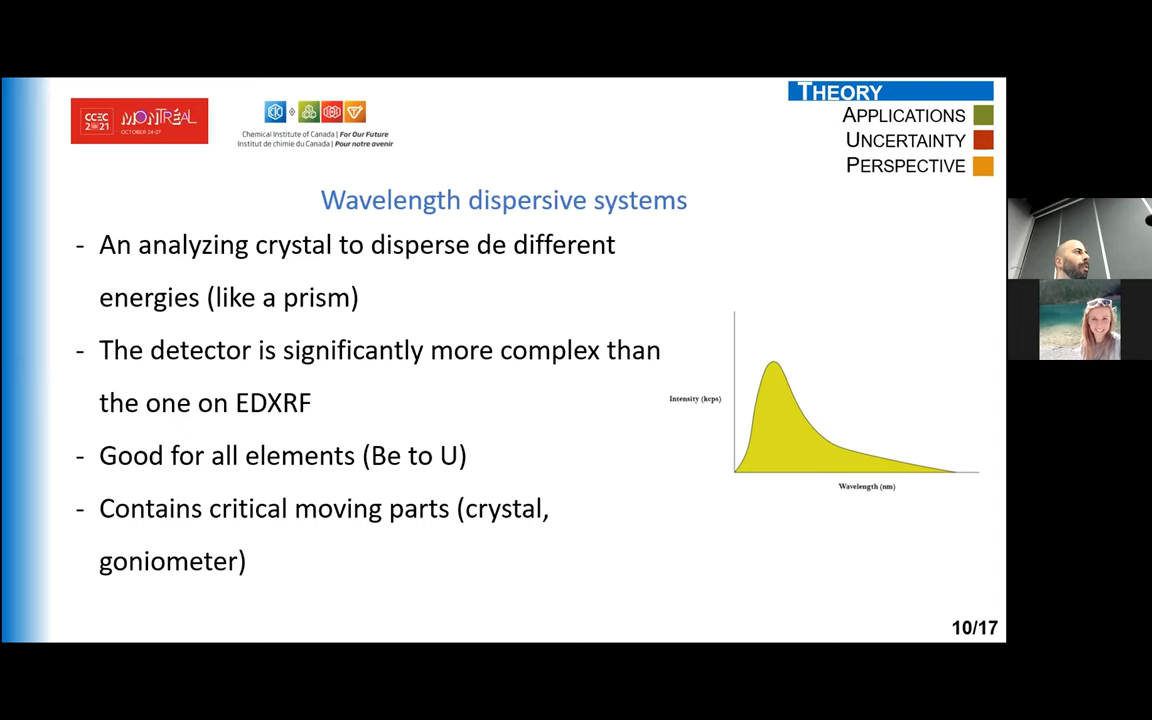 CCEC
2021
MONTRÉAL
OCTOBER 24-27
Chemical Institute of Canada | For Our Future
Institut de chimie du Canada | Pour notre avenir
THEORY
APPLICATIONS
UNCERTAINTY
PERSPECTIVE
Wavelength dispersive systems
- An analyzing crystal to disperse de different
energies (like a prism)
- The detector is significantly more complex than
the one on EDXRF
- Good for all elements (Be to U)
- Contains critical moving parts (crystal,
goniometer)
Intensity (kcps)
Wavelength (nm)
10/17